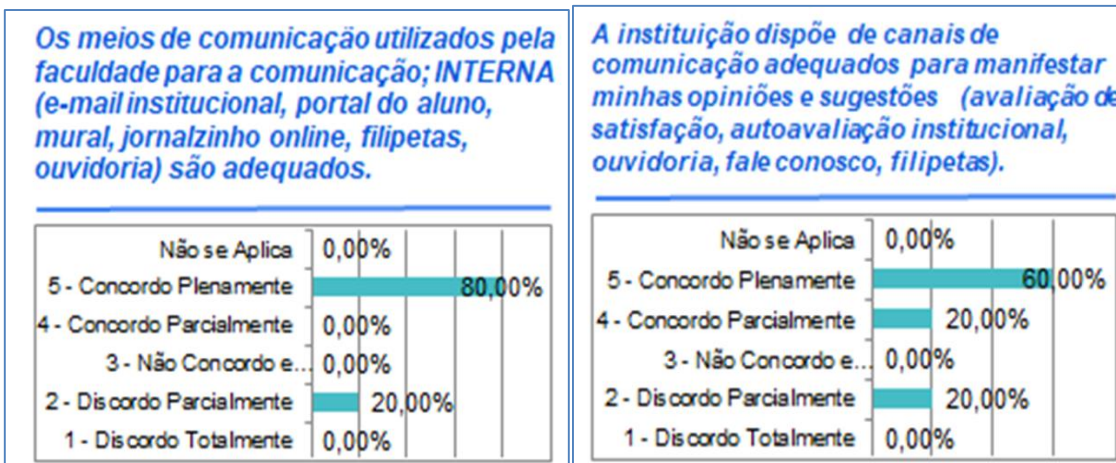 Os meios de comunicação utilizados pela
faculdade para a comunicação; INTERNA
(e-mail institucional, portal do aluno,
mural, jornalzinho online, filipetas,
ouvidoria) são adequados.
Não se Aplica 0,00%
5 - Concordo Plenamente 80,00%
4 - Concordo Parcialmente 0,00%
3 - Não Concordo e... 0,00%
2 - Discordo Parcialmente 20,00%
1 - Discordo Totalmente 0,00%
A instituição dispõe de canais de
comunicação adequados para manifestar
minhas opiniões e sugestões (avaliação de
satisfação, autoavaliação institucional,
ouvidoria, fale conosco, filipetas).
Não se Aplica 0,00%
5 - Concordo Plenamente 60,00%
4 - Concordo Parcialmente 20,00%
3 - Não Concordo e... 0,00%
2 - Discordo Parcialmente 20,00%
1 - Discordo Totalmente 0,00%